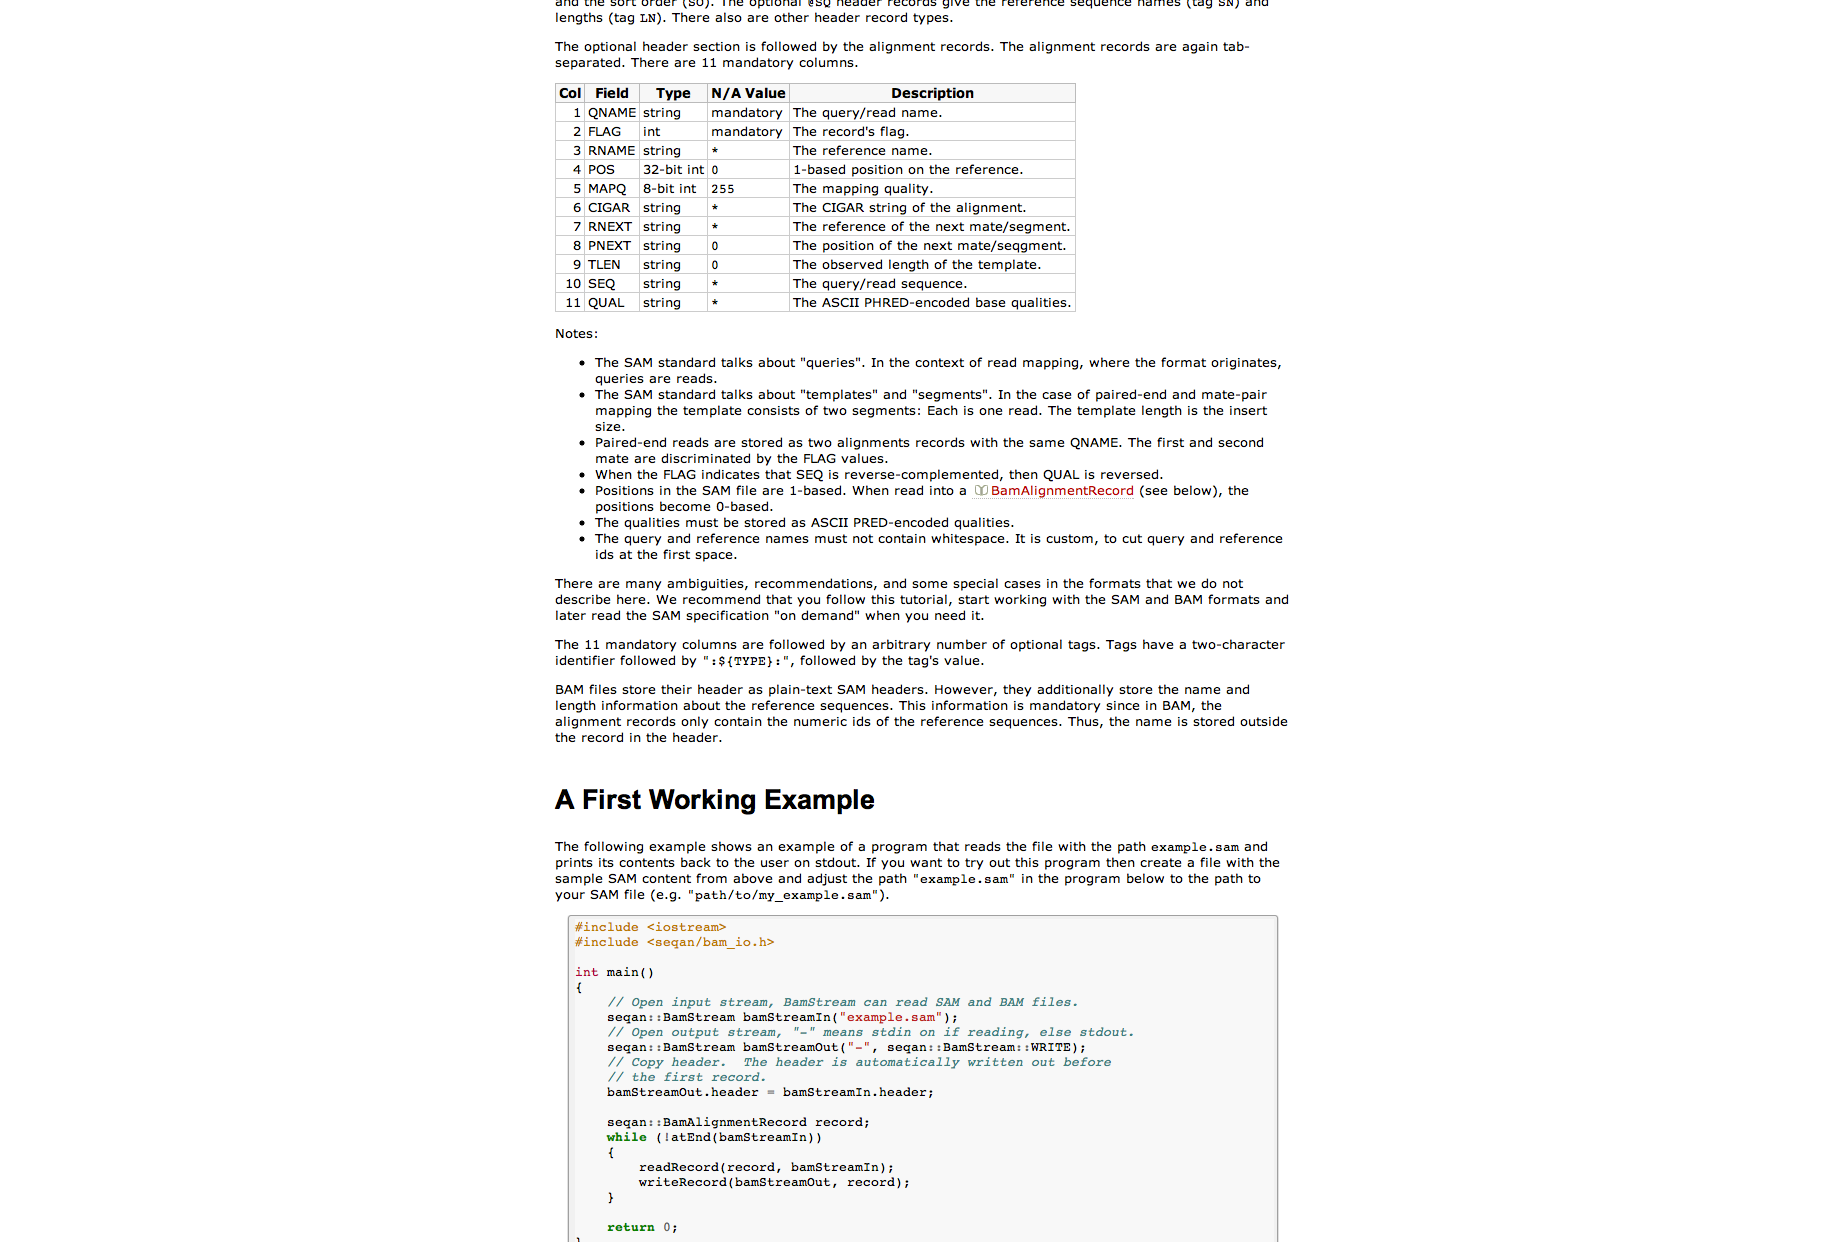 and the sort order (SO). The optional @SQ header records give the reference sequence names (tag SN) and
lengths (tag LN). There also are other header record types.
The optional header section is followed by the alignment records. The alignment records are again tab-
separated. There are 11 mandatory columns.
Col Field Type N/A Value Description
1 QNAME string mandatory The query/read name.
2 FLAG int mandatory The record's flag.
3 RNAME string * The reference name.
4 POS 32-bit int 0 1-based position on the reference.
5 MAPQ 8-bit int 255 The mapping quality.
6 CIGAR string * The CIGAR string of the alignment.
7 RNEXT string * The reference of the next mate/segment.
8 PNEXT string 0 The position of the next mate/seqgment.
9 TLEN string 0 The observed length of the template.
10 SEQ string * The query/read sequence.
11 QUAL string * The ASCII PHRED-encoded base qualities.
Notes:
• The SAM standard talks about "queries". In the context of read mapping, where the format originates,
queries are reads.
• The SAM standard talks about "templates" and "segments". In the case of paired-end and mate-pair
mapping the template consists of two segments: Each is one read. The template length is the insert
size.
• Paired-end reads are stored as two alignments records with the same QNAME. The first and second
mate are discriminated by the FLAG values.
• When the FLAG indicates that SEQ is reverse-complemented, then QUAL is reversed.
• Positions in the SAM file are 1-based. When read into a BamAlignmentRecord (see below), the
positions become 0-based.
• The qualities must be stored as ASCII PRED-encoded qualities.
• The query and reference names must not contain whitespace. It is custom, to cut query and reference
ids at the first space.
There are many ambiguities, recommendations, and some special cases in the formats that we do not
describe here. We recommend that you follow this tutorial, start working with the SAM and BAM formats and
later read the SAM specification "on demand" when you need it.
The 11 mandatory columns are followed by an arbitrary number of optional tags. Tags have a two-character
identifier followed by ":${TYPE}:", followed by the tag's value.
BAM files store their header as plain-text SAM headers. However, they additionally store the name and
length information about the reference sequences. This information is mandatory since in BAM, the
alignment records only contain the numeric ids of the reference sequences. Thus, the name is stored outside
the record in the header.
A First Working Example
The following example shows an example of a program that reads the file with the path example.sam and
prints its contents back to the user on stdout. If you want to try out this program then create a file with the
sample SAM content from above and adjust the path "example.sam" in the program below to the path to
your SAM file (e.g. "path/to/my_example.sam").
#include <iostream>
#include <seqan/bam_io.h>
int main()
{
// Open input stream, BamStream can read SAM and BAM files.
seqan::BamStream bamStreamIn("example.sam");
// Open output stream, "-" means stdin on if reading, else stdout.
seqan::BamStream bamStreamOut("-", seqan::BamStream::WRITE);
// Copy header.  The header is automatically written out before
// the first record.
bamStreamOut.header = bamStreamIn.header;
seqan::BamAlignmentRecord record;
while (!atEnd(bamStreamIn))
{
readRecord(record, bamStreamIn);
writeRecord(bamStreamOut, record);
}
return 0;
}